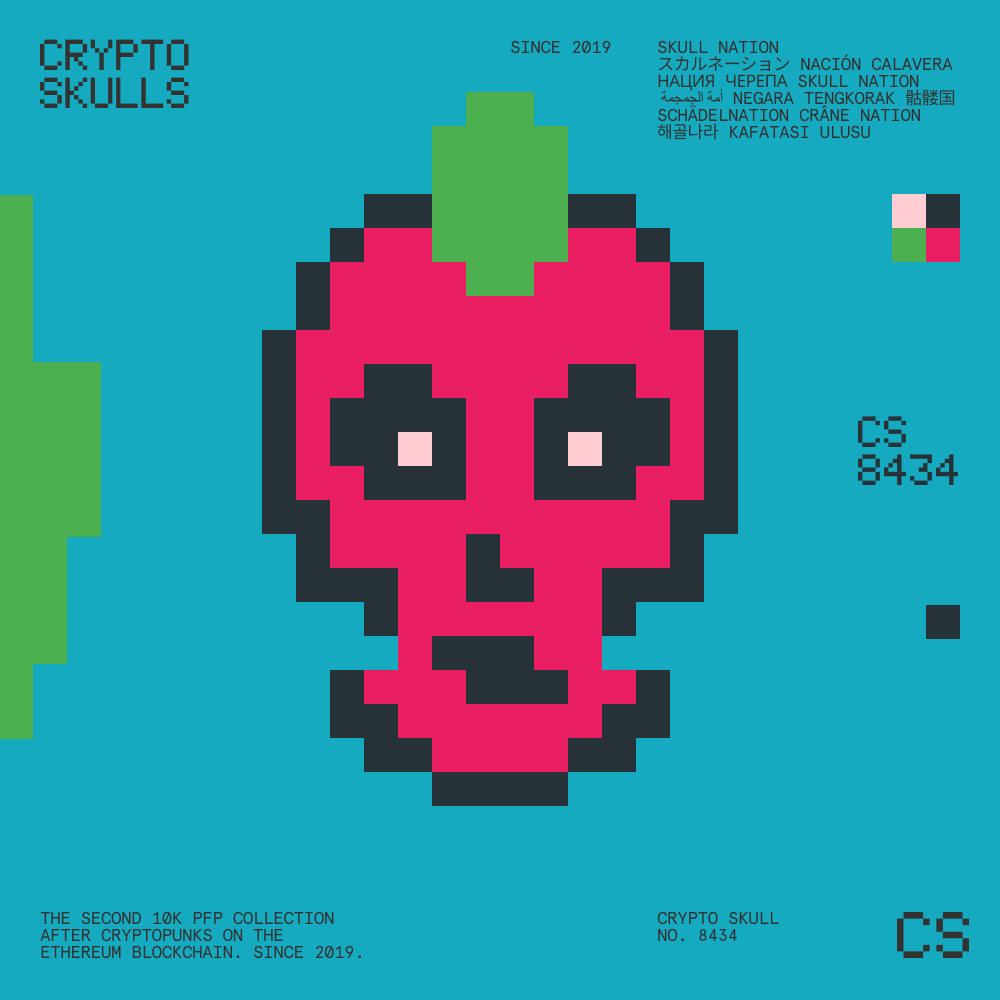 CRYPTO
SKULLS
SINCE 2019
SKULL NATION
スカルネーション NACIÓN CALAVERA
НАЦИЯ ЧЕРЕПА SKULL NATION
أمة الجمجمة NEGARA TENGKORAK 骷髅国
SCHÄDELNATION CRÂNE NATION
해골나라 KAFATASI ULUSU
CS
8434
THE SECOND 10K PFP COLLECTION
AFTER CRYPTOPUNKS ON THE
ETHEREUM BLOCKCHAIN. SINCE 2019.
CRYPTO SKULL
NO. 8434
CS